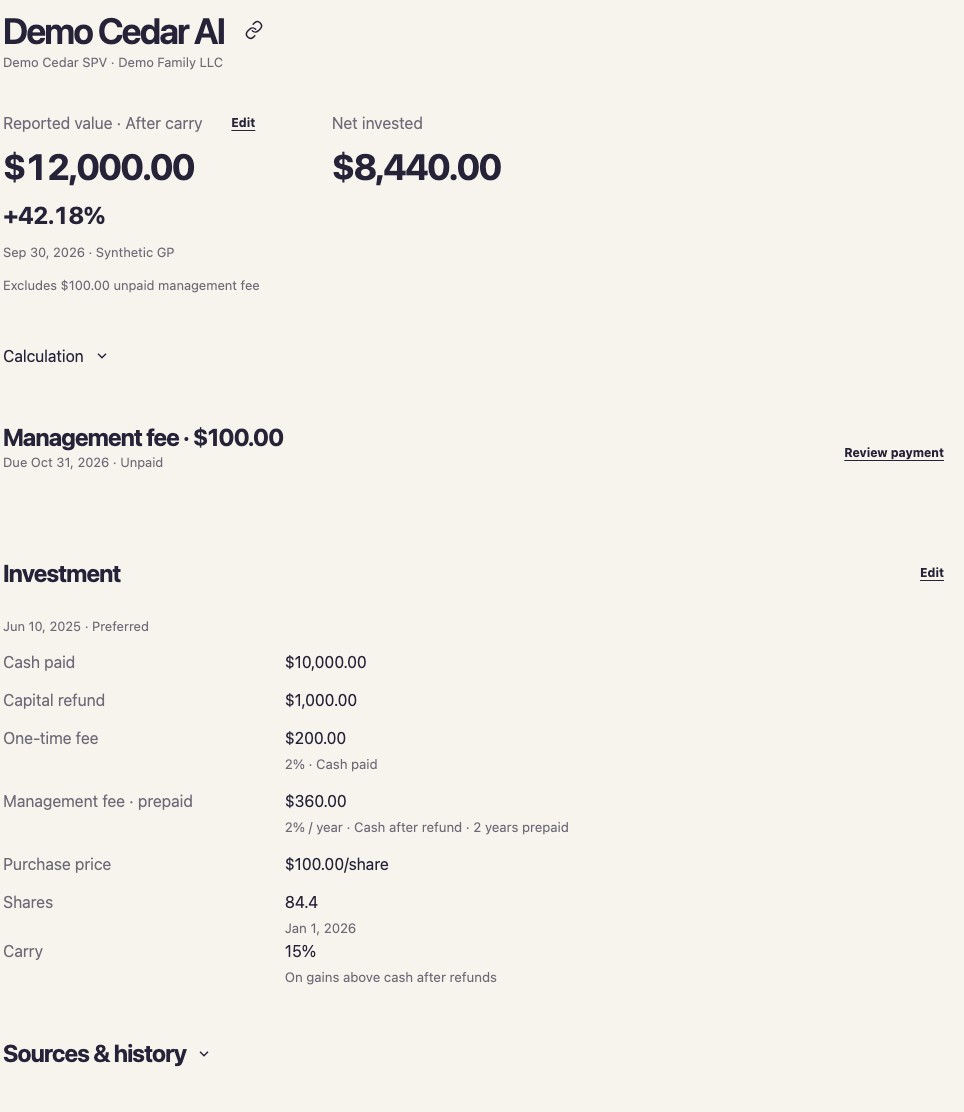 Demo Cedar AI
Demo Cedar SPV · Demo Family LLC
Reported value · After carry Edit Net invested
$12,000.00 $8,440.00
+42.18%
Sep 30, 2026 · Synthetic GP
Excludes $100.00 unpaid management fee
Calculation
Management fee · $100.00
Due Oct 31, 2026 · Unpaid
Review payment
Investment Edit
Jun 10, 2025 · Preferred
Cash paid $10,000.00
Capital refund $1,000.00
One-time fee $200.00
2% · Cash paid
Management fee · prepaid $360.00
2% / year · Cash after refund · 2 years prepaid
Purchase price $100.00/share
Shares 84.4
Jan 1, 2026
Carry 15%
On gains above cash after refunds
Sources & history